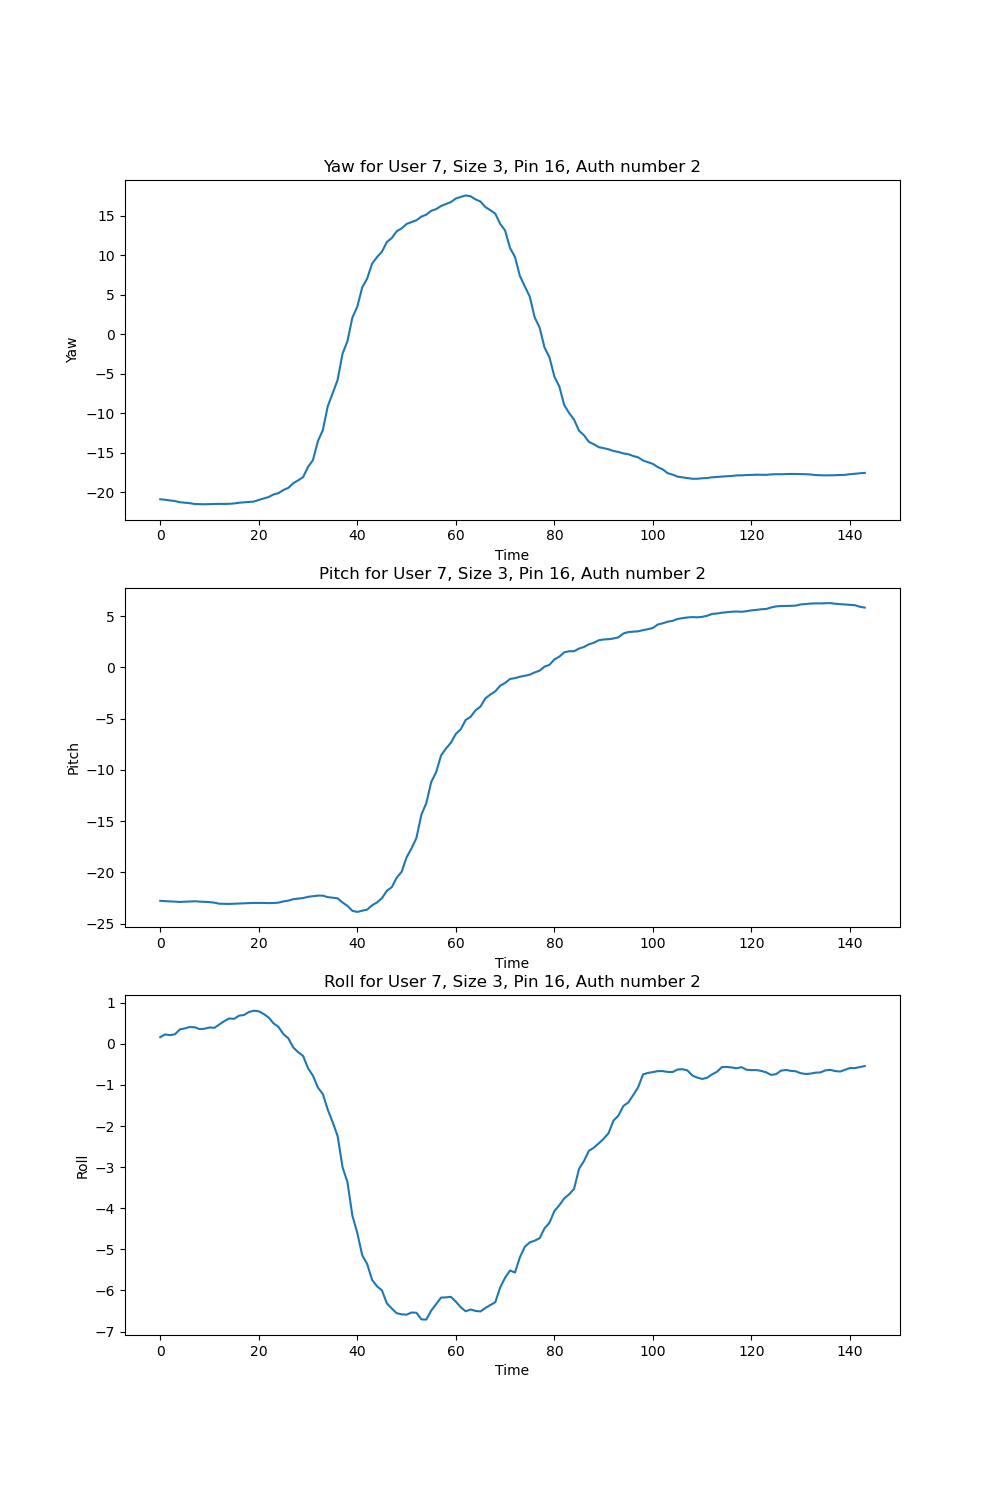 Yaw for User 7, Size 3, Pin 16, Auth number 2
15
10
5
0
−5
−10
−15
−20
Yaw
0 20 40 60 80 100 120 140
Time
Pitch for User 7, Size 3, Pin 16, Auth number 2
5
0
−5
−10
−15
−20
−25
Pitch
0 20 40 60 80 100 120 140
Time
Roll for User 7, Size 3, Pin 16, Auth number 2
1
0
−1
−2
−3
−4
−5
−6
−7
Roll
0 20 40 60 80 100 120 140
Time